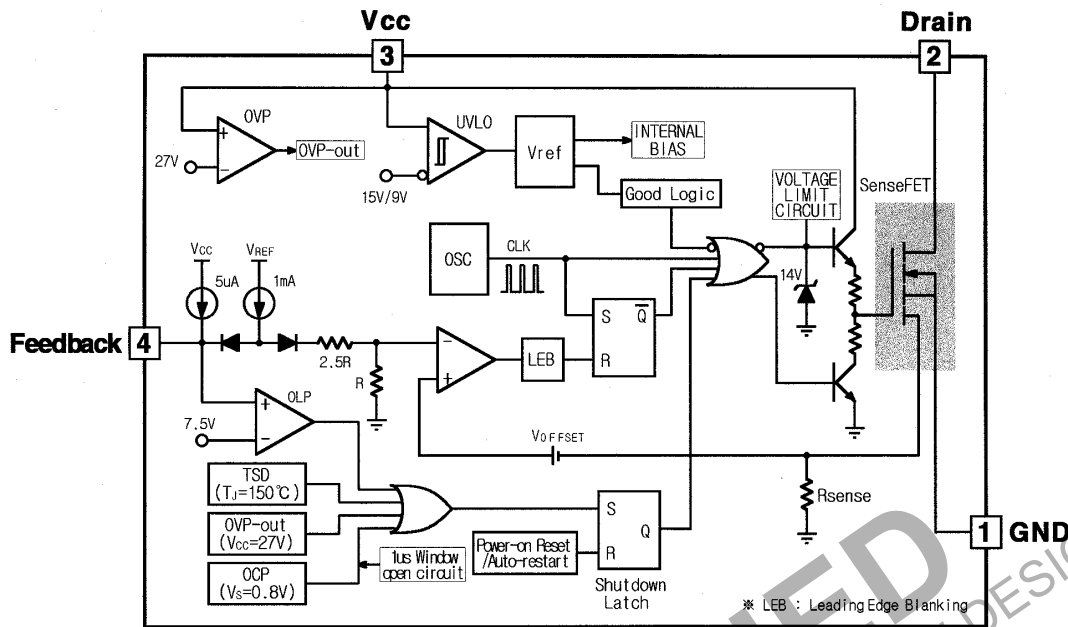 Vcc
Drain
3
2
OVP
+
27V
−
OVP-out
UVLO
15V/9V
Vref
INTERNAL
BIAS
Good Logic
VOLTAGE
LIMIT
CIRCUIT
SenseFET
OSC
CLK
14V
VCC
VREF
5uA
1mA
Feedback
4
2.5R
R
−
+
LEB
S
Q
R
OLP
+
7.5V
−
VOFFSET
Rsense
TSD
(TJ=150℃)
OVP-out
(VCC=27V)
OCP
(VS=0.8V)
1us Window
open circuit
Power-on Reset
/Auto-restart
S
Q
R
Shutdown
Latch
1
GND
※ LEB : Leading Edge Blanking